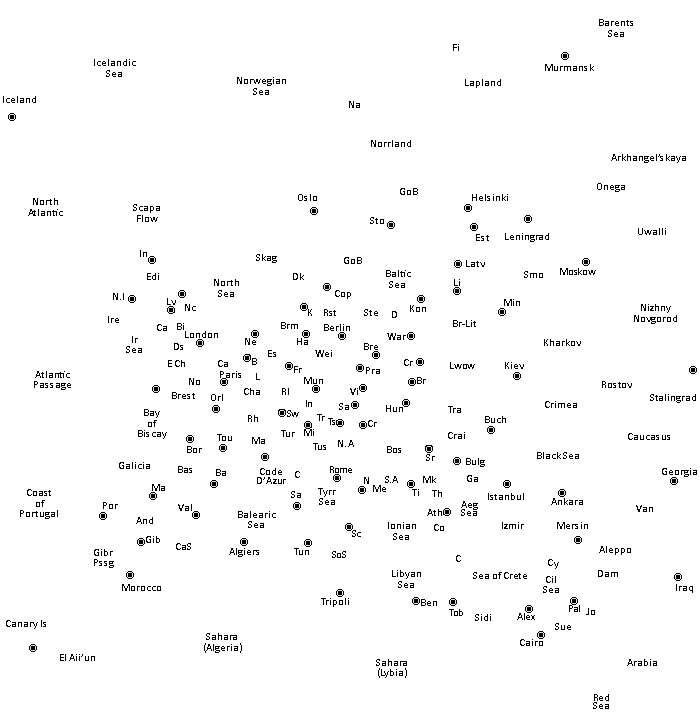 Barents
Sea
Fi
Murmansk
Icelandic
Sea
Norwegian
Sea
Lapland
Iceland
Na
Norrland
Arkhangel'skaya
Onega
North
Atlantic
Scapa
Flow
Oslo
GoB
Helsinki
Sto
Est
Leningrad
Uwalli
In
Skag
GoB
Baltic
Sea
Latv
Smo
Moskow
Edi
North
Sea
Dk
Cop
Li
N.I
Lv
Nc
K
Rst
Ste
D
Kon
Min
Nizhny
Novgorod
Ire
Ca
Bi
London
Brm
Berlin
Br-Lit
Ir
Sea
Ds
Ne
Ha
War
Bre
Kharkov
Es
Wei
E Ch
Ca
B
Fr
Pra
Cr
Lwow
Kiev
Atlantic
Passage
Paris
No
L
Mun
Br
Rostov
Stalingrad
Brest
Orl
Cha
Rl
Vi
In
Sa
Hun
Tra
Crimea
Bay
of
Biscay
Rh
Sw
Tr
Ts
Cr
Buch
Tou
Ma
Tur
Mi
Crai
Caucasus
Bor
Tus
N.A
Bos
Sr
BlackSea
Galicia
Bas
Ba
Code
D'Azur
C
Rome
Bulg
Georgia
Ma
Sa
Tyrr
Sea
N
Me
S.A
Mk
Ga
Ti
Th
Istanbul
Ankara
Coast
of
Portugal
Por
Val
And
Balearic
Sea
Ath
Aeg
Sea
Van
Gib
CaS
Sc
Ionian
Sea
Co
Izmir
Mersin
Gibr
Pssg
Algiers
Tun
SoS
Aleppo
C
Cy
Morocco
Libyan
Sea
Sea of Crete
Cil
Sea
Dam
Iraq
Tripoli
Ben
Tob
Sidi
Alex
Pal
Jo
Canary Is
Sue
Cairo
El Aii'un
Sahara
(Algeria)
Sahara
(Lybia)
Arabia
Red
Sea